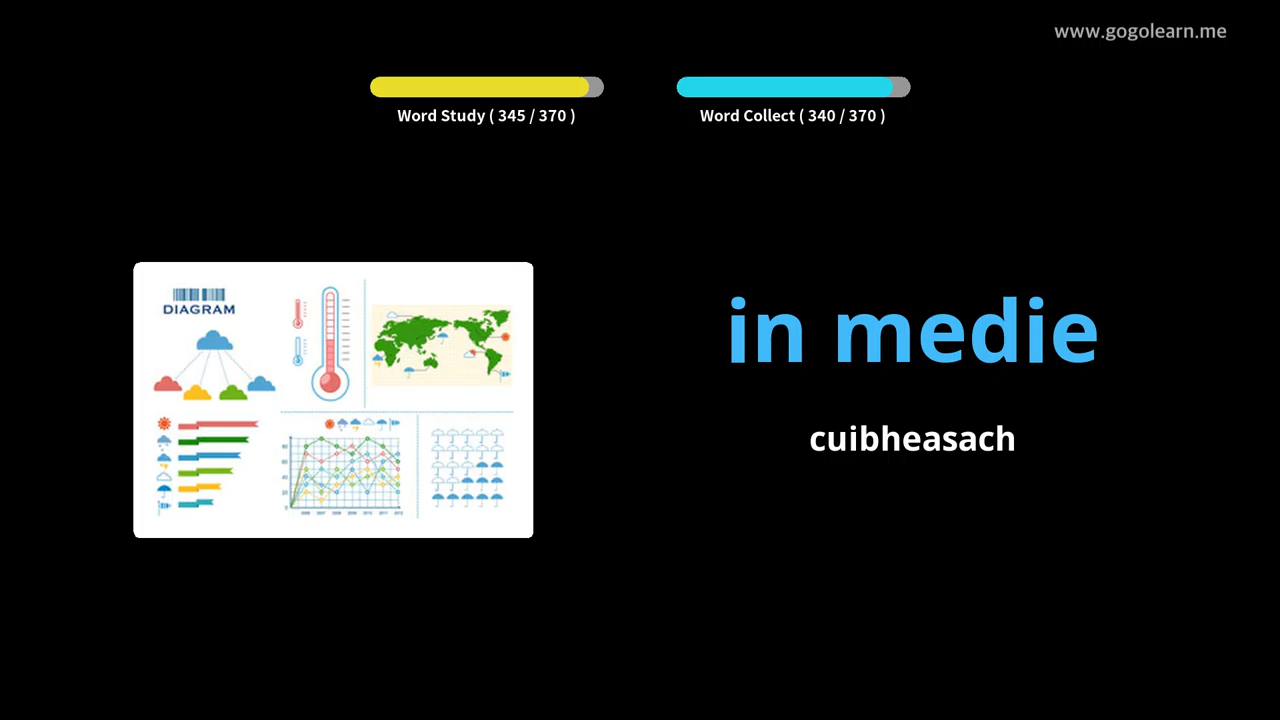 www.gogolearn.me
Word Study ( 345 / 370 )
Word Collect ( 340 / 370 )
DIAGRAM
in medie
cuibheasach